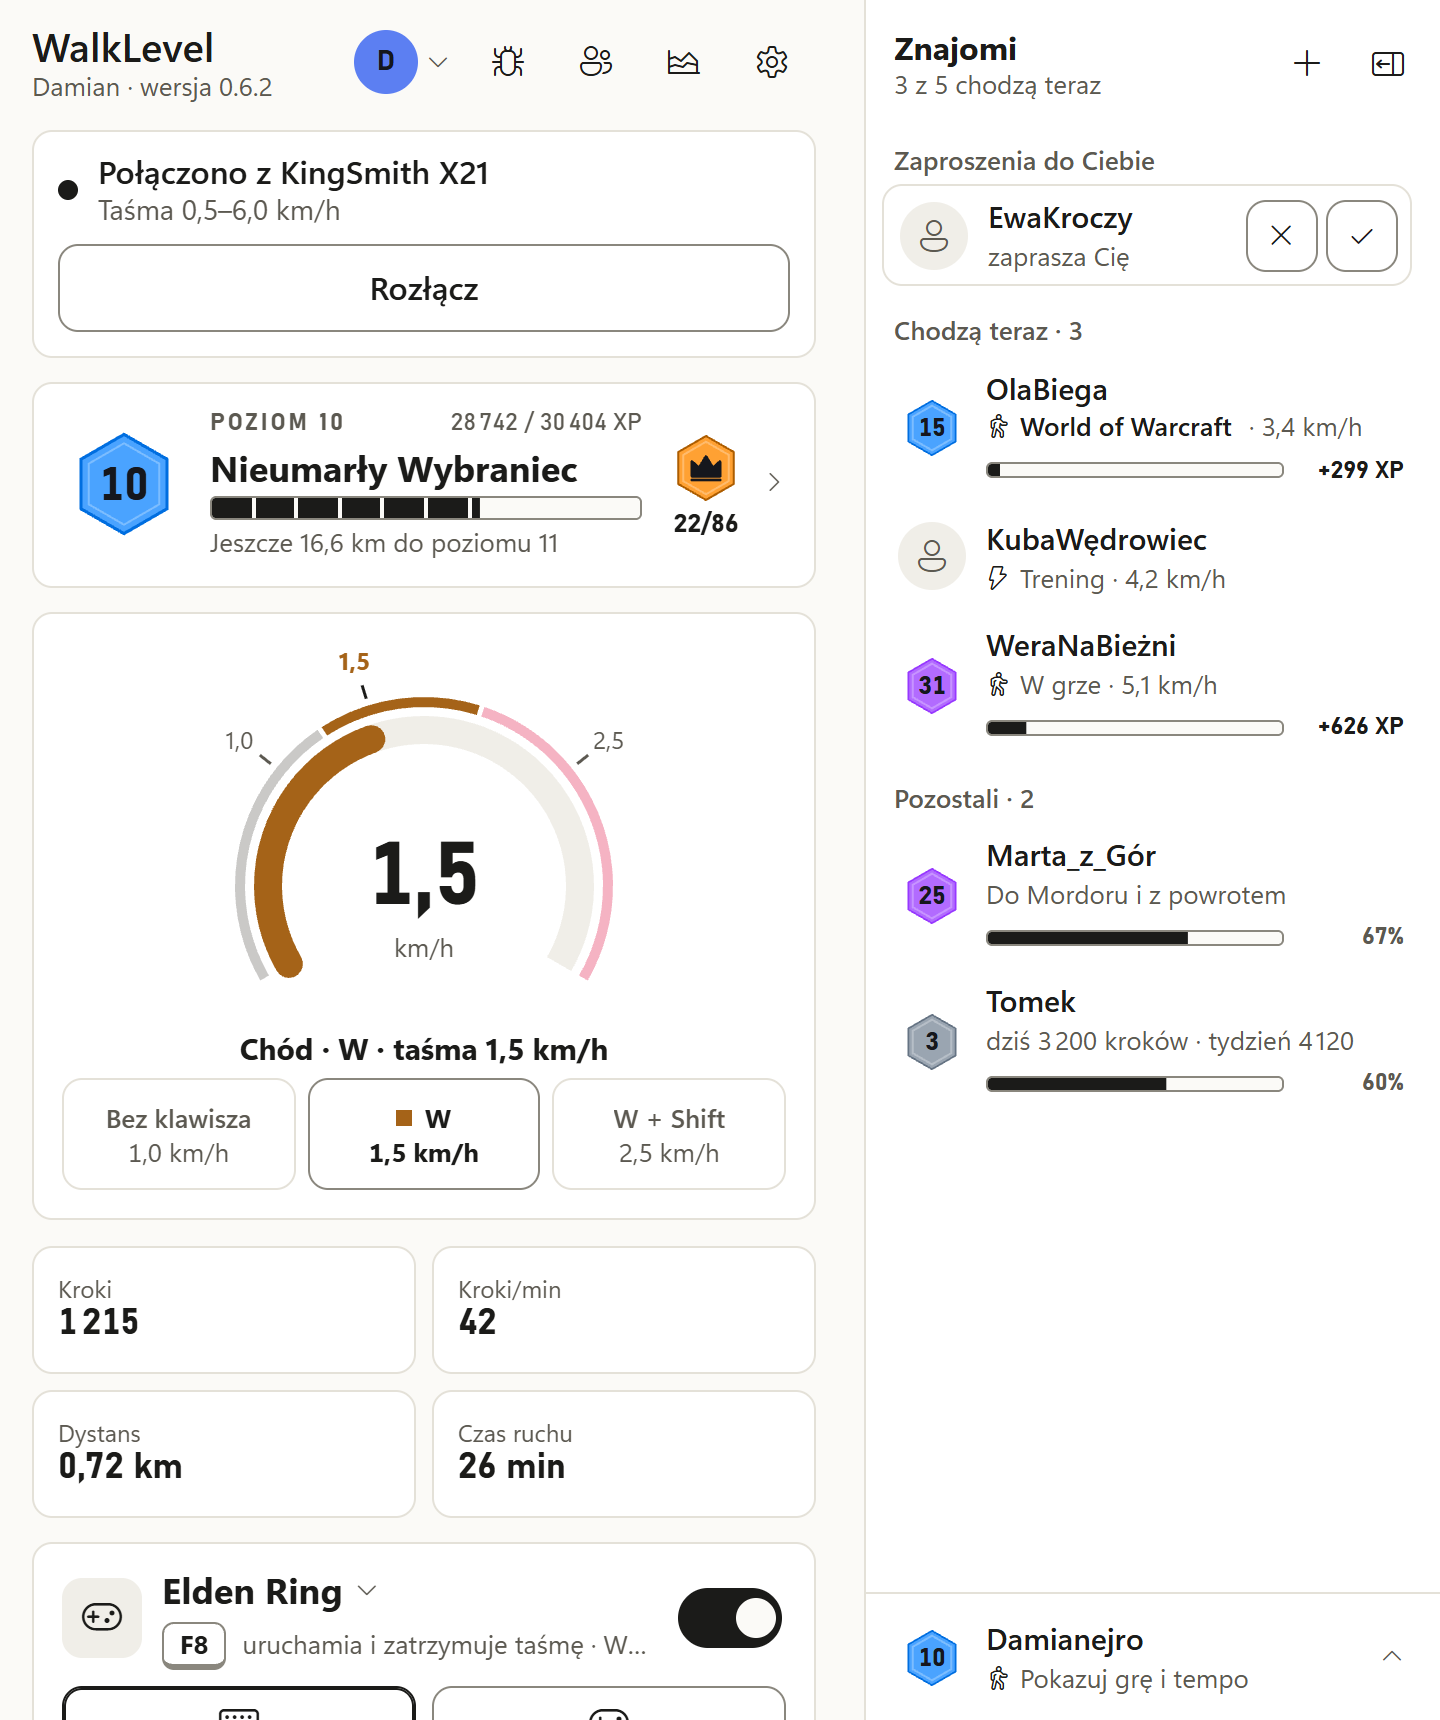 WalkLevel
Damian · wersja 0.6.2
D
Połączono z KingSmith X21
Taśma 0,5–6,0 km/h
Rozłącz
10
POZIOM 10
28 742 / 30 404 XP
Nieumarły Wybraniec
Jeszcze 16,6 km do poziomu 11
22/86
1,5
1,0
2,5
1,5
km/h
Chód · W · taśma 1,5 km/h
Bez klawisza
1,0 km/h
W
1,5 km/h
W + Shift
2,5 km/h
Kroki
1 215
Kroki/min
42
Dystans
0,72 km
Czas ruchu
26 min
Elden Ring
F8 uruchamia i zatrzymuje taśmę · W...
Znajomi
3 z 5 chodzą teraz
Zaproszenia do Ciebie
EwaKroczy
zaprasza Cię
Chodzą teraz · 3
15
OlaBiega
World of Warcraft · 3,4 km/h
+299 XP
KubaWędrowiec
Trening · 4,2 km/h
31
WeraNaBieżni
W grze · 5,1 km/h
+626 XP
Pozostali · 2
25
Marta_z_Gór
Do Mordoru i z powrotem
67%
3
Tomek
dziś 3 200 kroków · tydzień 4 120
60%
10
Damianejro
Pokazuj grę i tempo